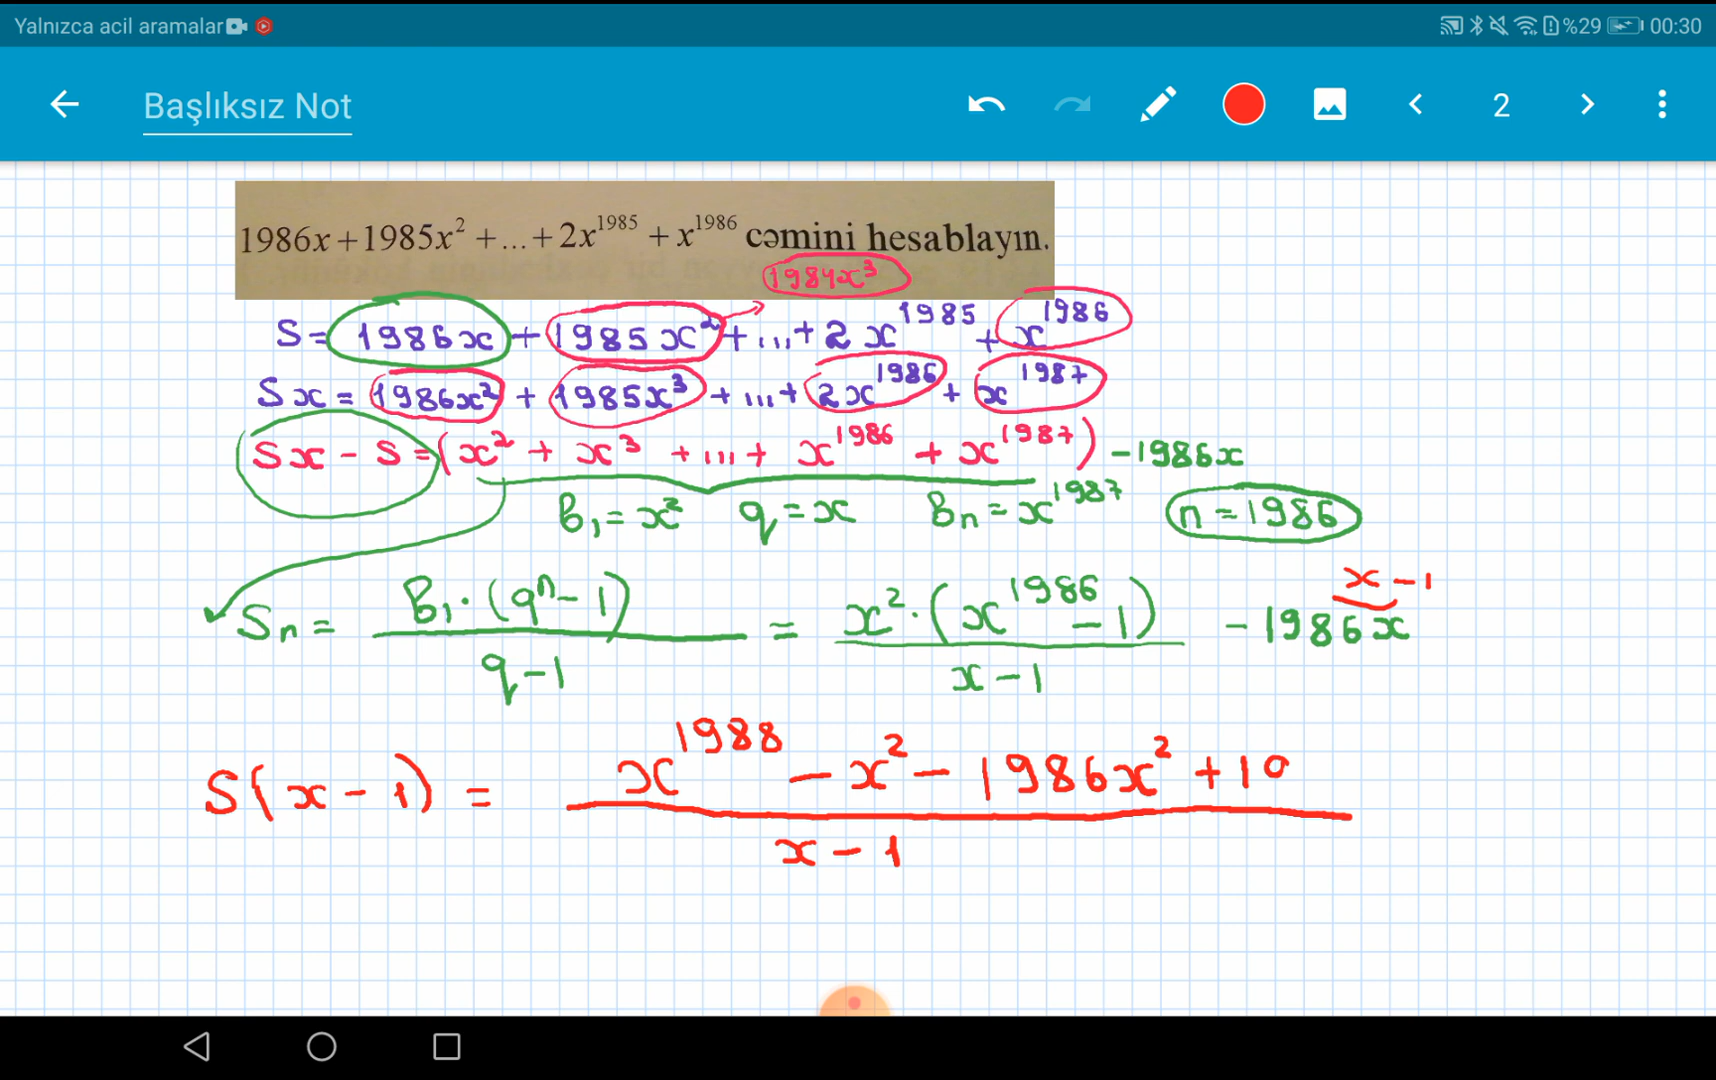 Yalnızca acil aramalar %29 00:30
Başlıksız Not 2
1986x+1985x²+...+2x¹⁹⁸⁵+x¹⁹⁸⁶ cəmini hesablayın.
1984x³
S= 1986x + 1985x² + ... + 2x¹⁹⁸⁵ + x¹⁹⁸⁶
Sx = 1986x² + 1985x³ + ... + 2x¹⁹⁸⁶ + x¹⁹⁸⁷
Sx - S = (x² + x³ + ... + x¹⁹⁸⁶ + x¹⁹⁸⁷) - 1986x
B₁ = x² q = x Bₙ = x¹⁹⁸⁷ n = 1986
x - 1
Sₙ = B₁·(qⁿ-1)/(q-1) = x²·(x¹⁹⁸⁶-1)/(x-1) - 1986x
S(x-1) = (x¹⁹⁸⁸ - x² - 1986x² + 10)/(x-1)